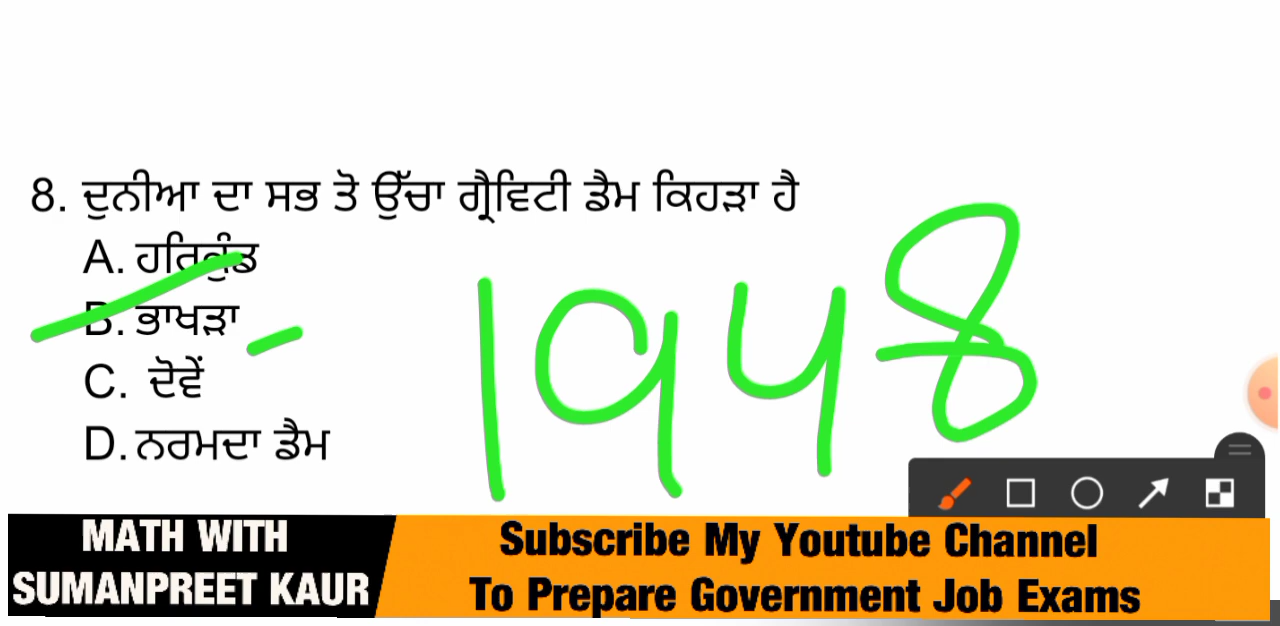 8. ਦੁਨੀਆ ਦਾ ਸਭ ਤੋ ਉੱਚਾ ਗ੍ਰੈਵਿਟੀ ਡੈਮ ਕਿਹੜਾ ਹੈ
A. ਹਰਿਕੁੰਡ
B. ਭਾਖੜਾ
C. ਦੋਵੇਂ
D. ਨਰਮਦਾ ਡੈਮ
1948
MATH WITH
SUMANPREET KAUR
Subscribe My Youtube Channel
To Prepare Government Job Exams